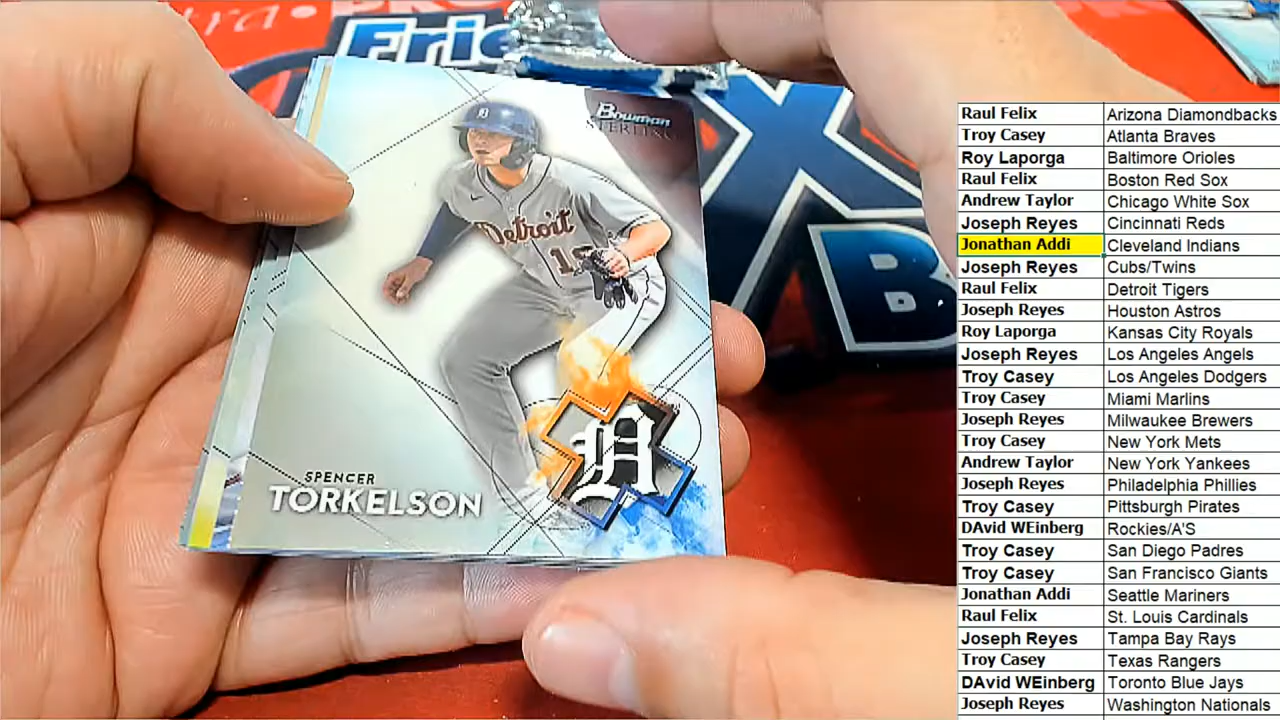 Frie
X
B
Bowman
STERLING
D
Detroit
SPENCER
TORKELSON
D
Raul Felix Arizona Diamondbacks
Troy Casey Atlanta Braves
Roy Laporga Baltimore Orioles
Raul Felix Boston Red Sox
Andrew Taylor Chicago White Sox
Joseph Reyes Cincinnati Reds
Jonathan Addi Cleveland Indians
Joseph Reyes Cubs/Twins
Raul Felix Detroit Tigers
Joseph Reyes Houston Astros
Roy Laporga Kansas City Royals
Joseph Reyes Los Angeles Angels
Troy Casey Los Angeles Dodgers
Troy Casey Miami Marlins
Joseph Reyes Milwaukee Brewers
Troy Casey New York Mets
Andrew Taylor New York Yankees
Joseph Reyes Philadelphia Phillies
Troy Casey Pittsburgh Pirates
DAvid WEinberg Rockies/A'S
Troy Casey San Diego Padres
Troy Casey San Francisco Giants
Jonathan Addi Seattle Mariners
Raul Felix St. Louis Cardinals
Joseph Reyes Tampa Bay Rays
Troy Casey Texas Rangers
DAvid WEinberg Toronto Blue Jays
Joseph Reyes Washington Nationals